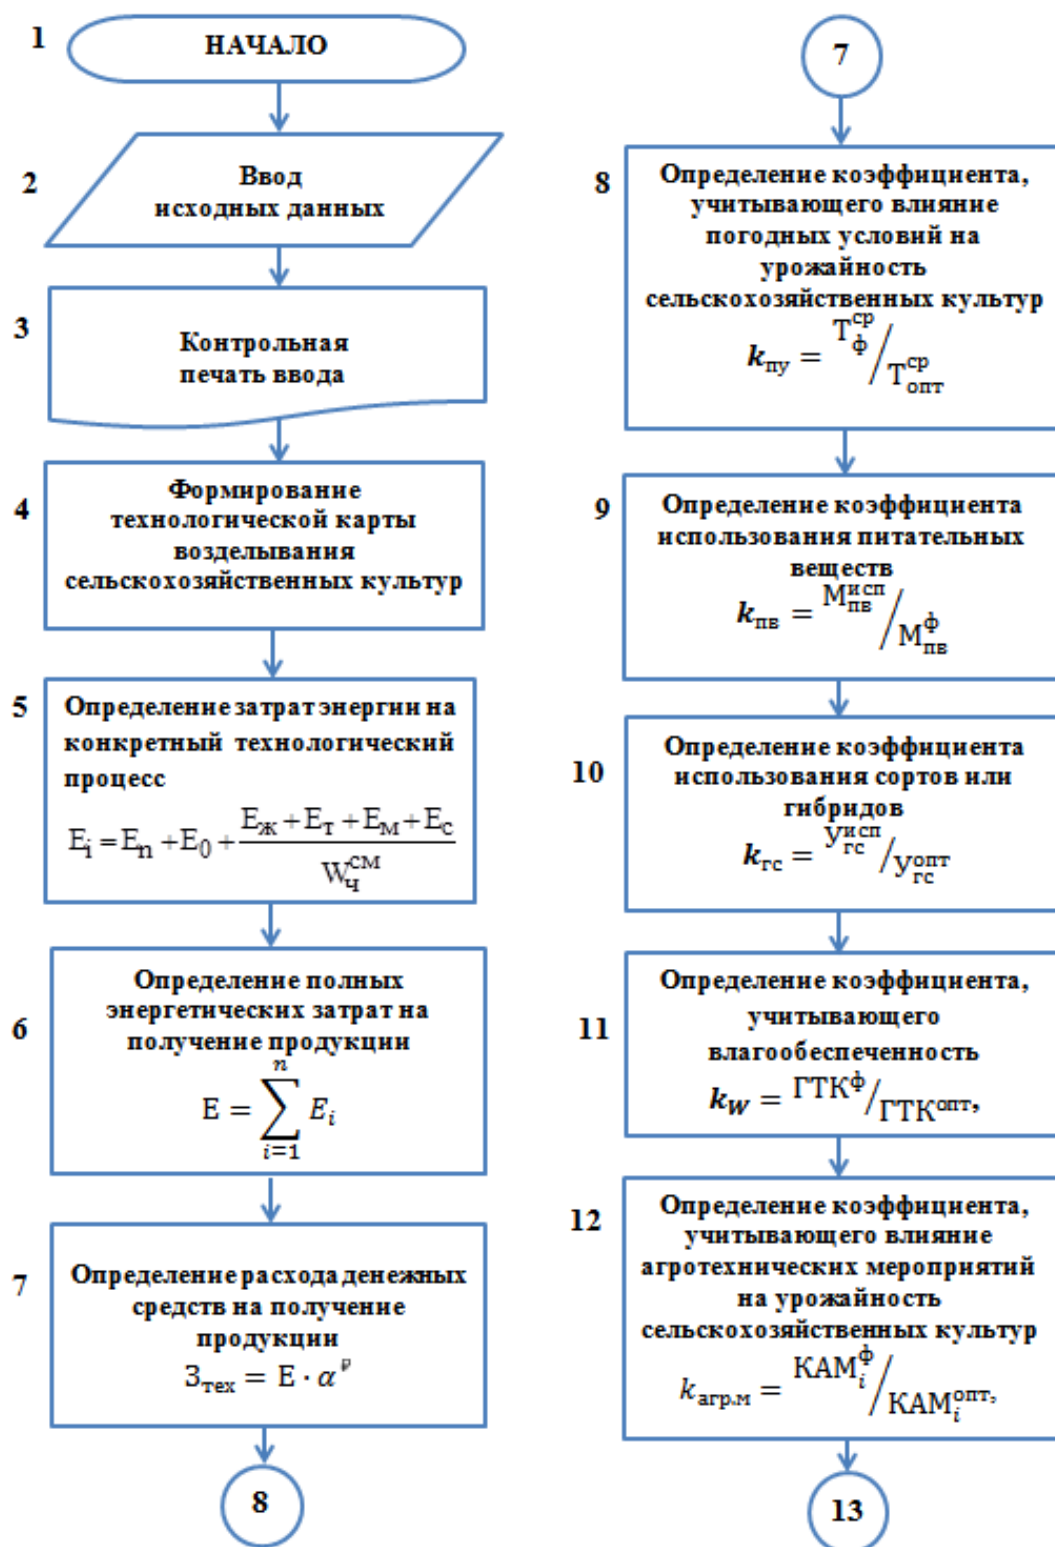 1
НАЧАЛО
2
Ввод
исходных данных
3
Контрольная
печать ввода
4
Формирование
технологической карты
возделывания
сельскохозяйственных культур
5
Определение затрат энергии на
конкретный технологический
процесс
E_i = E_n + E_0 + (E_ж + E_т + E_м + E_с) / W_ч^см
6
Определение полных
энергетических затрат на
получение продукции
E = ∑_{i=1}^{n} E_i
7
Определение расхода денежных
средств на получение
продукции
З_тех = E · α^ν
8
7
8
Определение коэффициента,
учитывающего влияние
погодных условий на
урожайность
сельскохозяйственных культур
k_пу = T_ф^ср / T_опт^ср
9
Определение коэффициента
использования питательных
веществ
k_пв = М_пв^исп / М_пв^ф
10
Определение коэффициента
использования сортов или
гибридов
k_гс = У_гс^исп / У_гс^опт
11
Определение коэффициента,
учитывающего
влагообеспеченность
k_W = ГТК^ф / ГТК^опт,
12
Определение коэффициента,
учитывающего влияние
агротехнических мероприятий
на урожайность
сельскохозяйственных культур
k_агр.м = КАМ_i^ф / КАМ_i^опт,
13